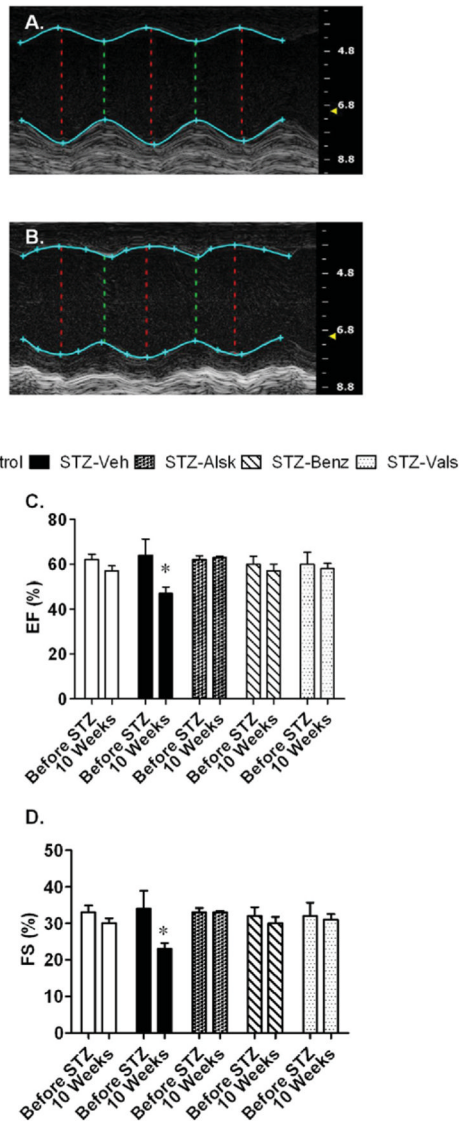 A.
4.8
6.8
8.8
B.
4.8
6.8
8.8
trol STZ-Veh STZ-Alsk STZ-Benz STZ-Vals
C.
80
60
40
20
0
EF (%)
*
Before STZ
10 Weeks
Before STZ
10 Weeks
Before STZ
10 Weeks
Before STZ
10 Weeks
Before STZ
10 Weeks
D.
50
40
30
20
10
0
FS (%)
*
Before STZ
10 Weeks
Before STZ
10 Weeks
Before STZ
10 Weeks
Before STZ
10 Weeks
Before STZ
10 Weeks